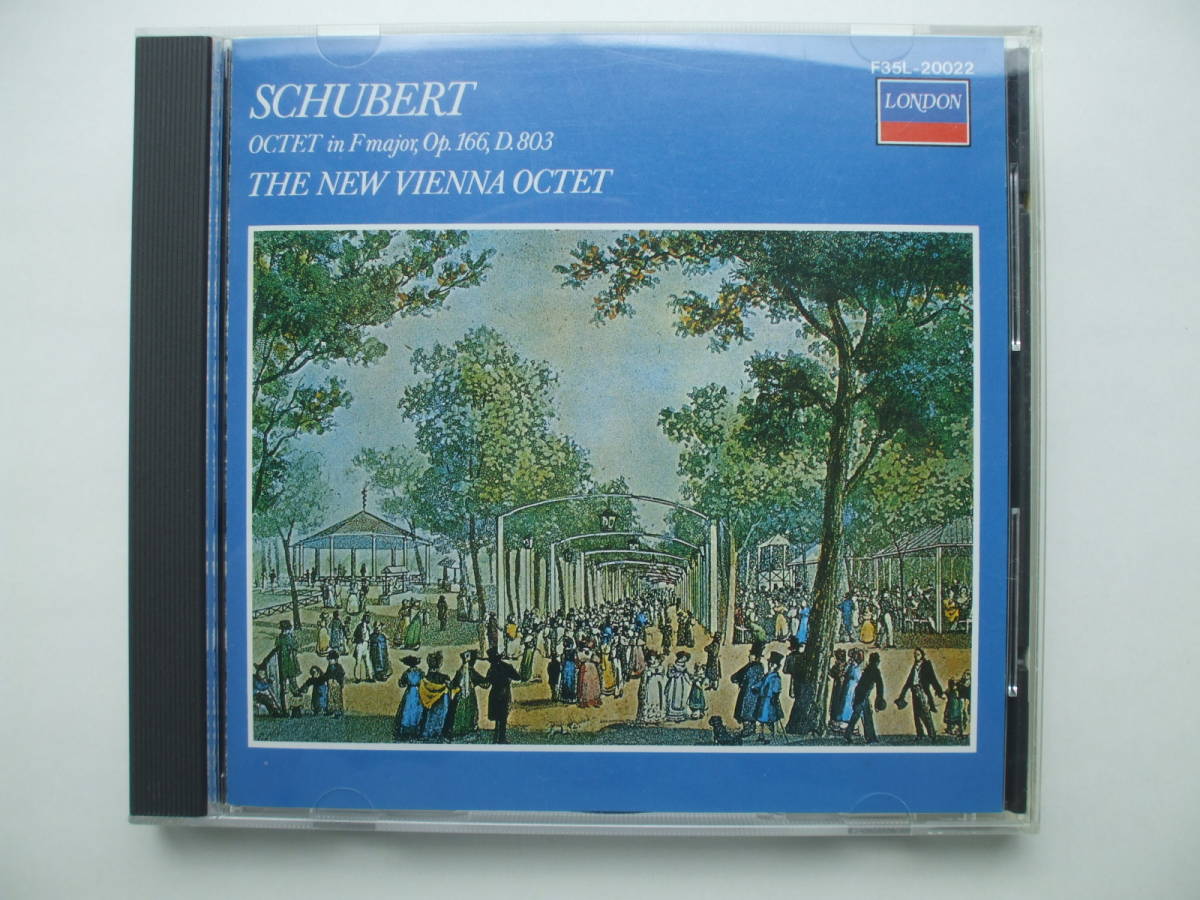 F35L-20022
SCHUBERT
LONDON
OCTET in F major, Op. 166, D. 803
THE NEW VIENNA OCTET